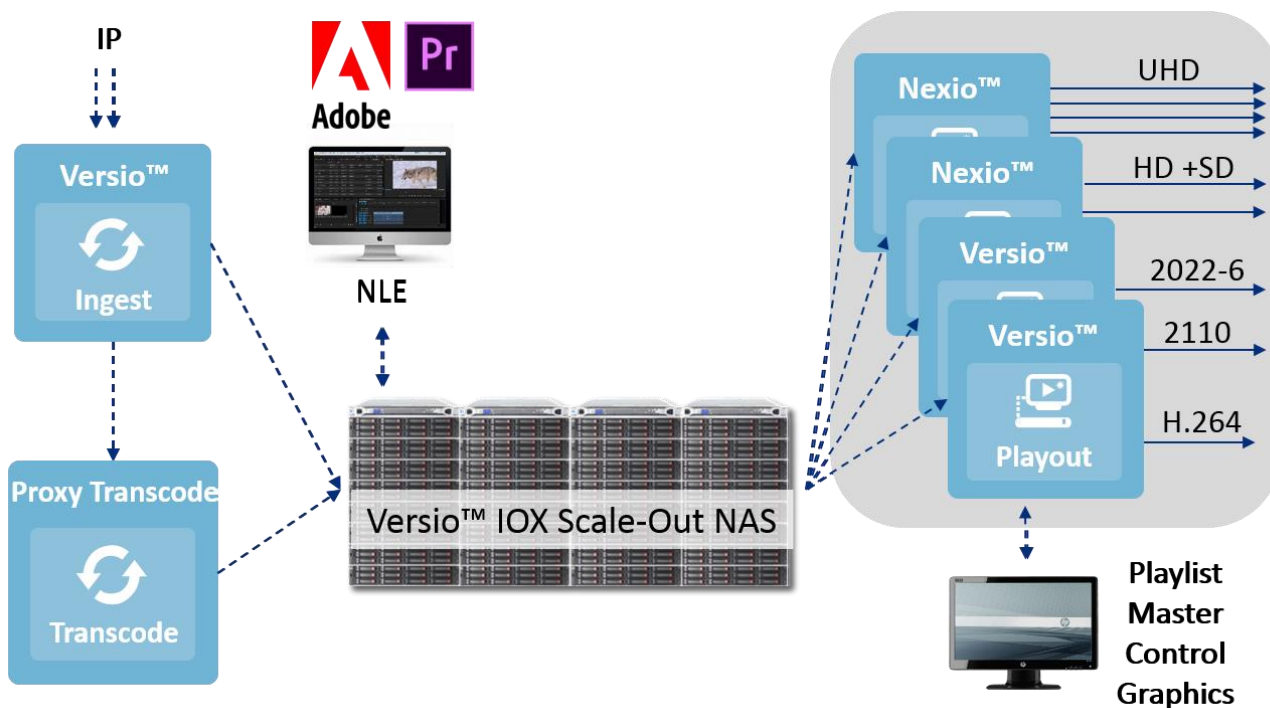 IP
Versio™
Ingest
Proxy Transcode
Transcode
Pr
Adobe
NLE
Versio™ IOX Scale-Out NAS
Nexio™
Nexio™
Versio™
Versio™
Playout
UHD
HD +SD
2022-6
2110
H.264
Playlist
Master
Control
Graphics